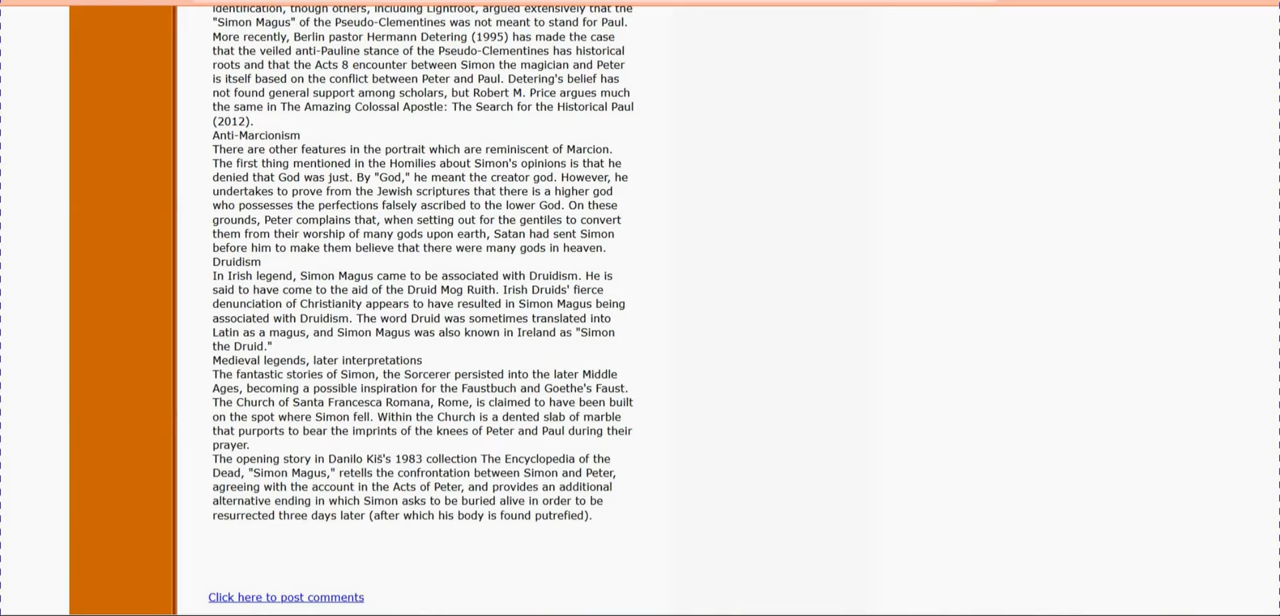 identification, though others, including Lightfoot, argued extensively that the
"Simon Magus" of the Pseudo-Clementines was not meant to stand for Paul.
More recently, Berlin pastor Hermann Detering (1995) has made the case
that the veiled anti-Pauline stance of the Pseudo-Clementines has historical
roots and that the Acts 8 encounter between Simon the magician and Peter
is itself based on the conflict between Peter and Paul. Detering's belief has
not found general support among scholars, but Robert M. Price argues much
the same in The Amazing Colossal Apostle: The Search for the Historical Paul
(2012).
Anti-Marcionism
There are other features in the portrait which are reminiscent of Marcion.
The first thing mentioned in the Homilies about Simon's opinions is that he
denied that God was just. By "God," he meant the creator god. However, he
undertakes to prove from the Jewish scriptures that there is a higher god
who possesses the perfections falsely ascribed to the lower God. On these
grounds, Peter complains that, when setting out for the gentiles to convert
them from their worship of many gods upon earth, Satan had sent Simon
before him to make them believe that there were many gods in heaven.
Druidism
In Irish legend, Simon Magus came to be associated with Druidism. He is
said to have come to the aid of the Druid Mog Ruith. Irish Druids' fierce
denunciation of Christianity appears to have resulted in Simon Magus being
associated with Druidism. The word Druid was sometimes translated into
Latin as a magus, and Simon Magus was also known in Ireland as "Simon
the Druid."
Medieval legends, later interpretations
The fantastic stories of Simon, the Sorcerer persisted into the later Middle
Ages, becoming a possible inspiration for the Faustbuch and Goethe's Faust.
The Church of Santa Francesca Romana, Rome, is claimed to have been built
on the spot where Simon fell. Within the Church is a dented slab of marble
that purports to bear the imprints of the knees of Peter and Paul during their
prayer.
The opening story in Danilo Kiš's 1983 collection The Encyclopedia of the
Dead, "Simon Magus," retells the confrontation between Simon and Peter,
agreeing with the account in the Acts of Peter, and provides an additional
alternative ending in which Simon asks to be buried alive in order to be
resurrected three days later (after which his body is found putrefied).
Click here to post comments